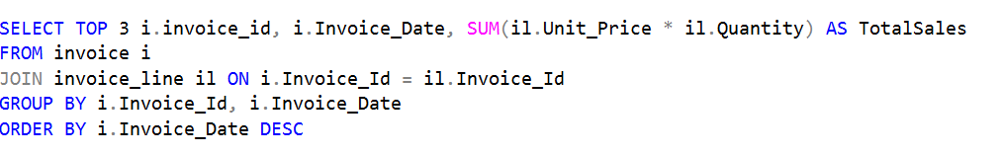 SELECT TOP 3 i.invoice_id, i.Invoice_Date, SUM(il.Unit_Price * il.Quantity) AS TotalSales
FROM invoice i
JOIN invoice_line il ON i.Invoice_Id = il.Invoice_Id
GROUP BY i.Invoice_Id, i.Invoice_Date
ORDER BY i.Invoice_Date DESC